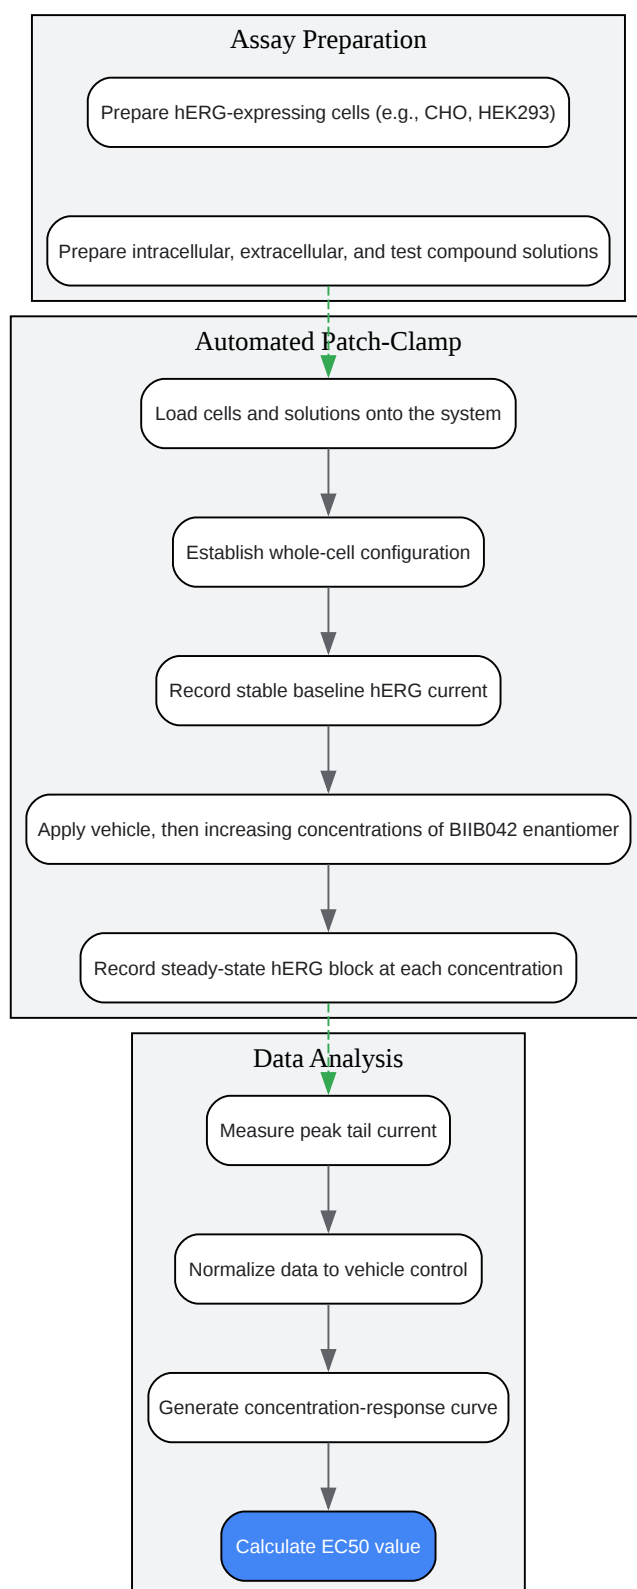 Assay Preparation
Prepare hERG-expressing cells (e.g., CHO, HEK293)
Prepare intracellular, extracellular, and test compound solutions
Automated Patch-Clamp
Load cells and solutions onto the system
Establish whole-cell configuration
Record stable baseline hERG current
Apply vehicle, then increasing concentrations of BIIB042 enantiomer
Record steady-state hERG block at each concentration
Data Analysis
Measure peak tail current
Normalize data to vehicle control
Generate concentration-response curve
Calculate EC50 value